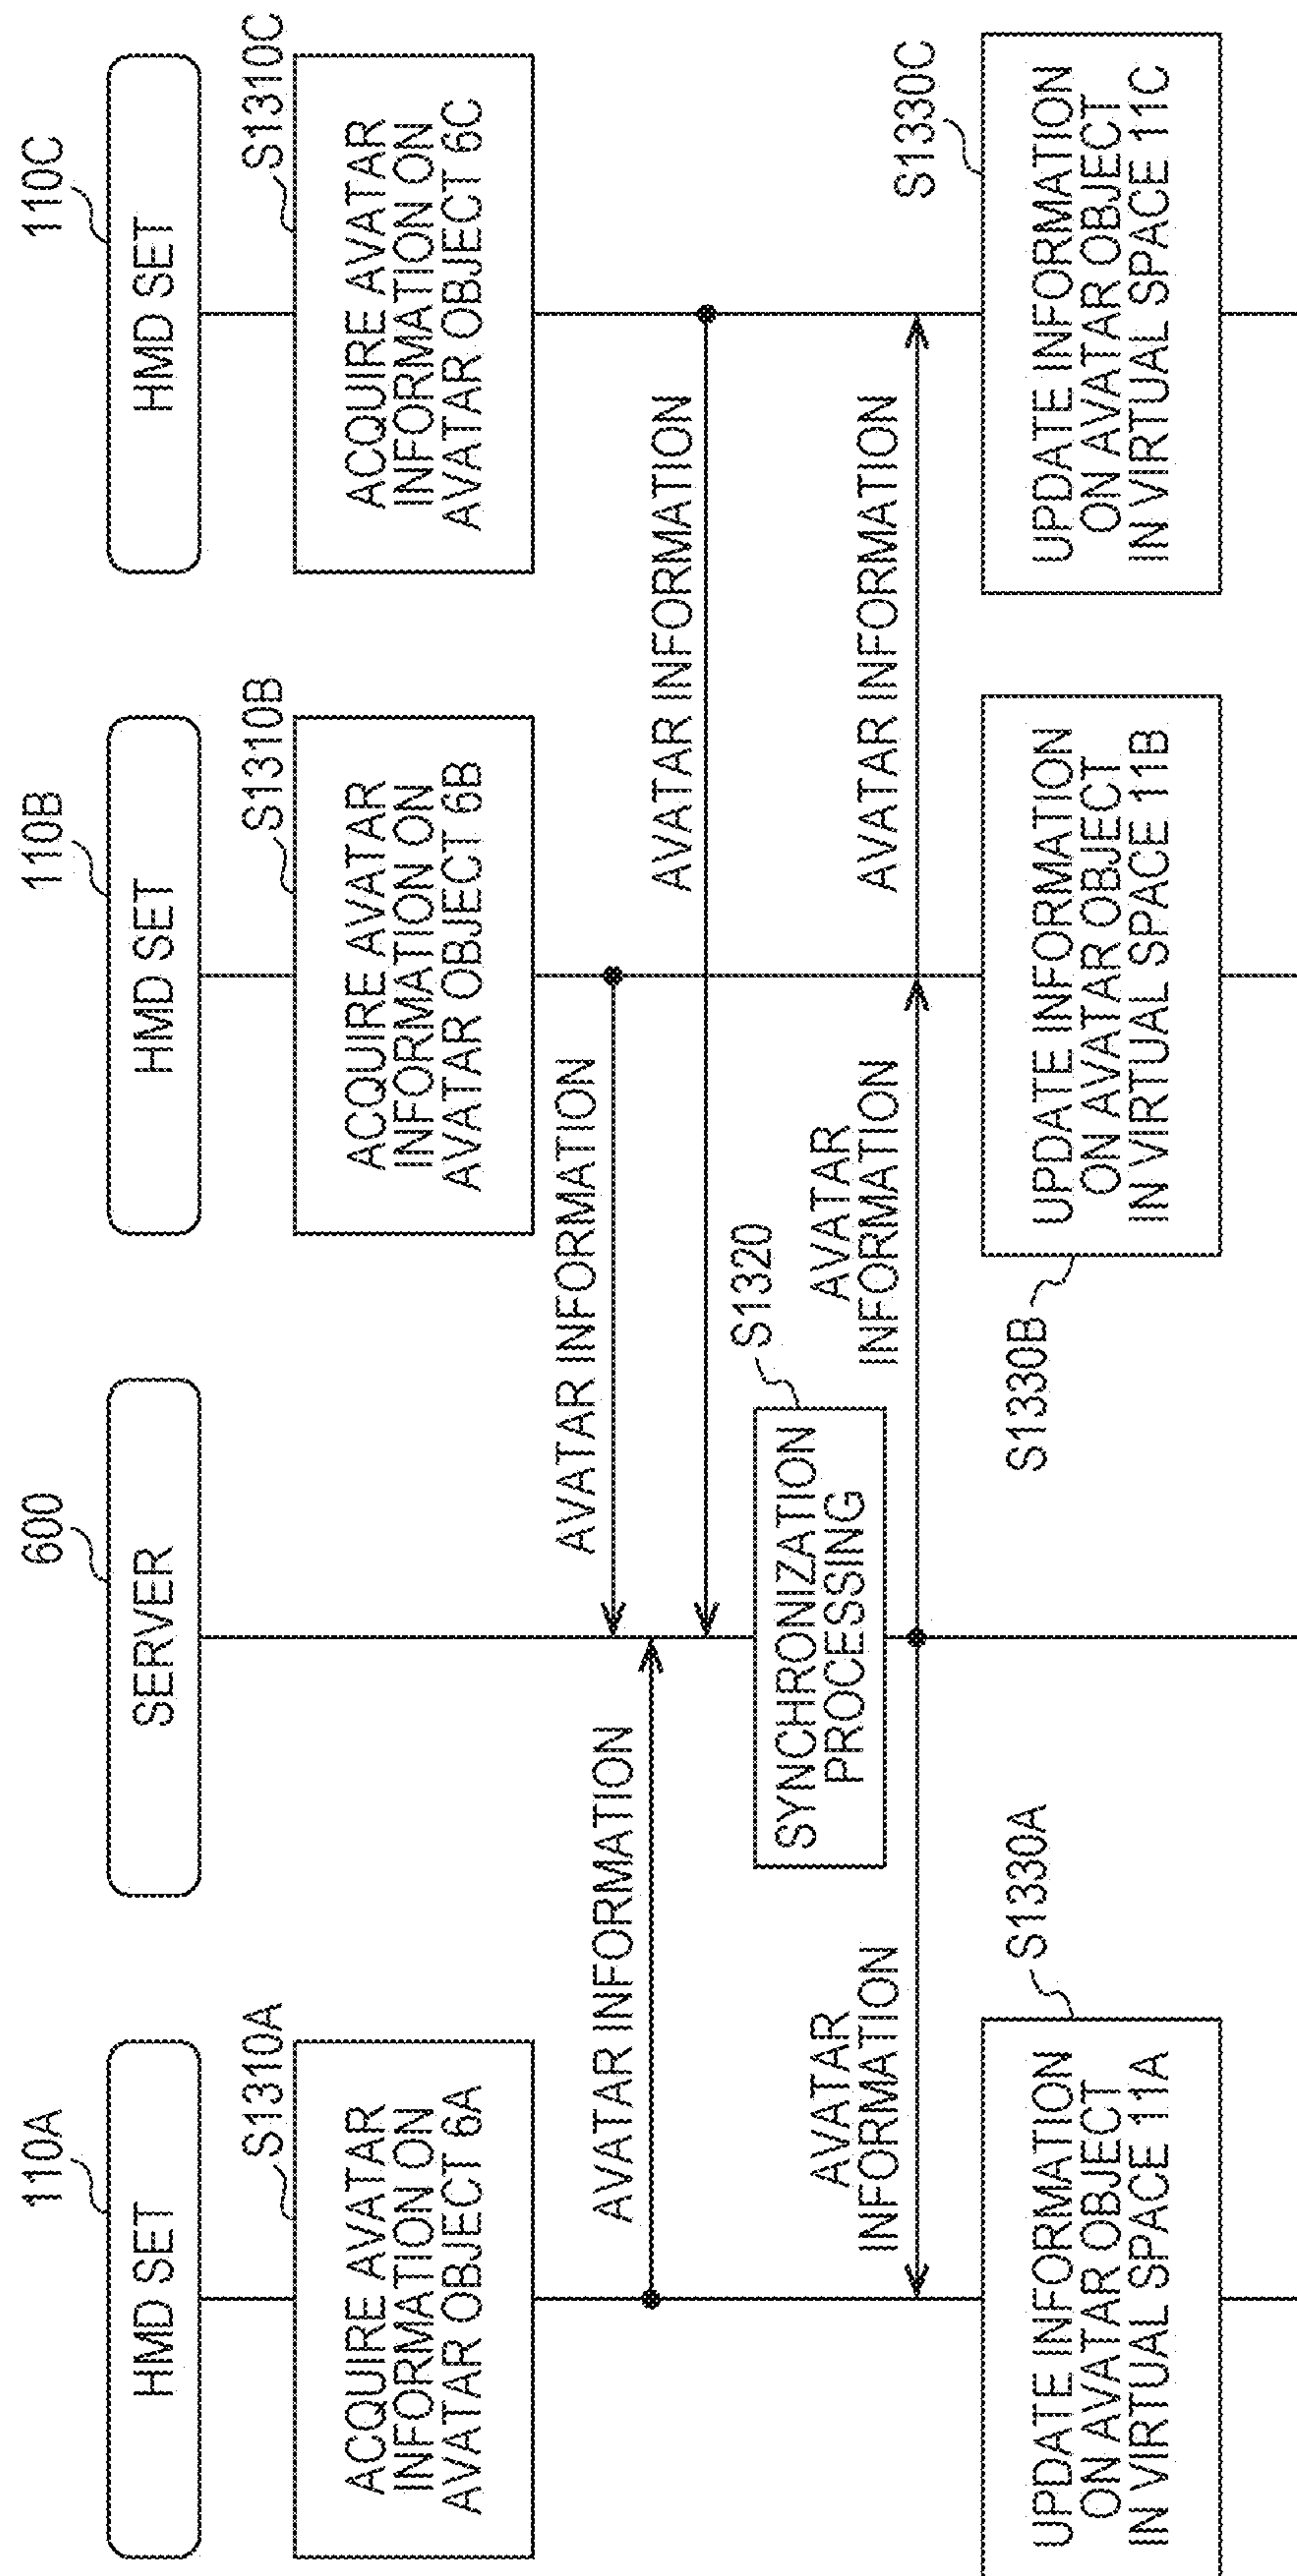 110A
600
110B
110C
HMD SET
SERVER
HMD SET
HMD SET
S1310A
S1310B
S1310C
ACQUIRE AVATAR
INFORMATION ON
AVATAR OBJECT 6A
ACQUIRE AVATAR
INFORMATION ON
AVATAR OBJECT 6B
ACQUIRE AVATAR
INFORMATION ON
AVATAR OBJECT 6C
AVATAR INFORMATION
AVATAR INFORMATION
AVATAR INFORMATION
S1320
SYNCHRONIZATION
PROCESSING
AVATAR
INFORMATION
AVATAR
INFORMATION
AVATAR INFORMATION
S1330A
S1330B
S1330C
UPDATE INFORMATION
ON AVATAR OBJECT
IN VIRTUAL SPACE 11A
UPDATE INFORMATION
ON AVATAR OBJECT
IN VIRTUAL SPACE 11B
UPDATE INFORMATION
ON AVATAR OBJECT
IN VIRTUAL SPACE 11C